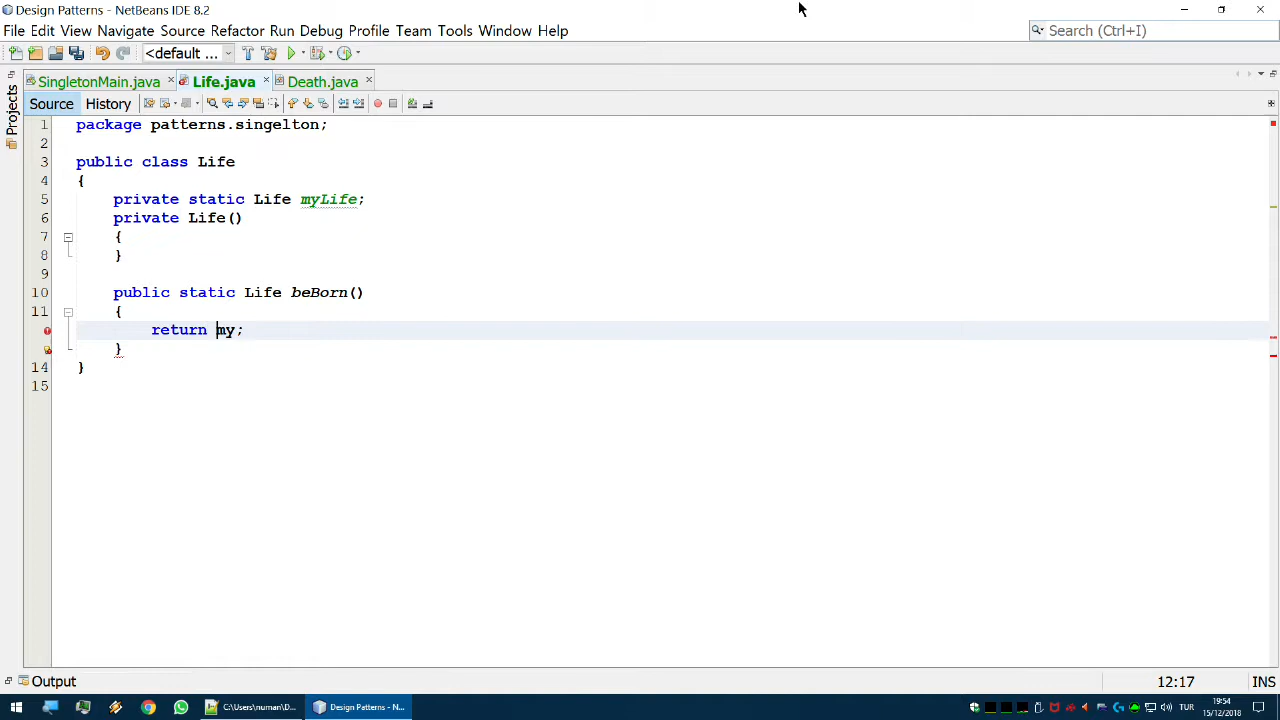 Design Patterns - NetBeans IDE 8.2
File Edit View Navigate Source Refactor Run Debug Profile Team Tools Window Help
Search (Ctrl+I)
<default ...
SingletonMain.java Life.java Death.java
Source History
Projects
1 package patterns.singelton;
2
3 public class Life
4 {
5 private static Life myLife;
6 private Life()
7 {
8 }
9
10 public static Life beBorn()
11 {
return my;
}
14 }
15
Output
12:17 INS
C:\Users\numan\D...
Design Patterns - N...
TUR
19:54
15/12/2018